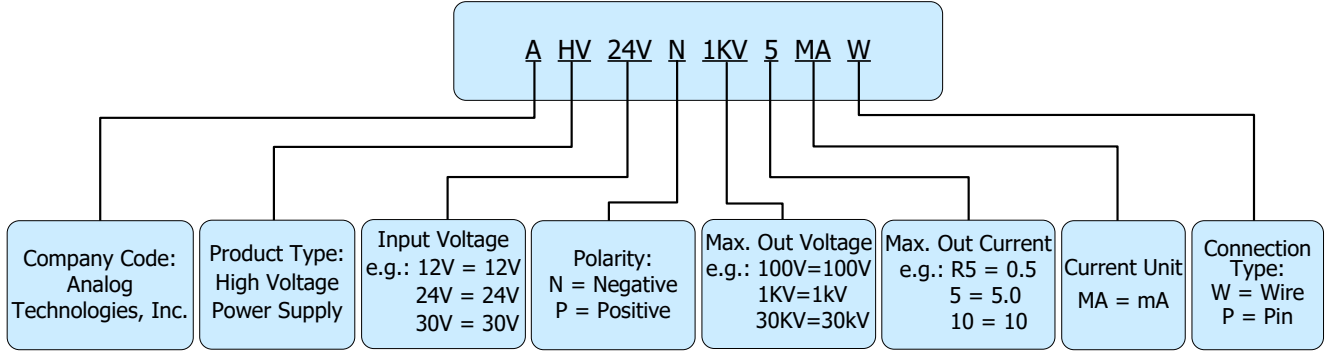 A HV 24V N 1KV 5 MA W
Company Code:
Analog
Technologies, Inc.
Product Type:
High Voltage
Power Supply
Input Voltage
e.g.: 12V = 12V
24V = 24V
30V = 30V
Polarity:
N = Negative
P = Positive
Max. Out Voltage
e.g.: 100V=100V
1KV=1kV
30KV=30kV
Max. Out Current
e.g.: R5 = 0.5
5 = 5.0
10 = 10
Current Unit
MA = mA
Connection
Type:
W = Wire
P = Pin